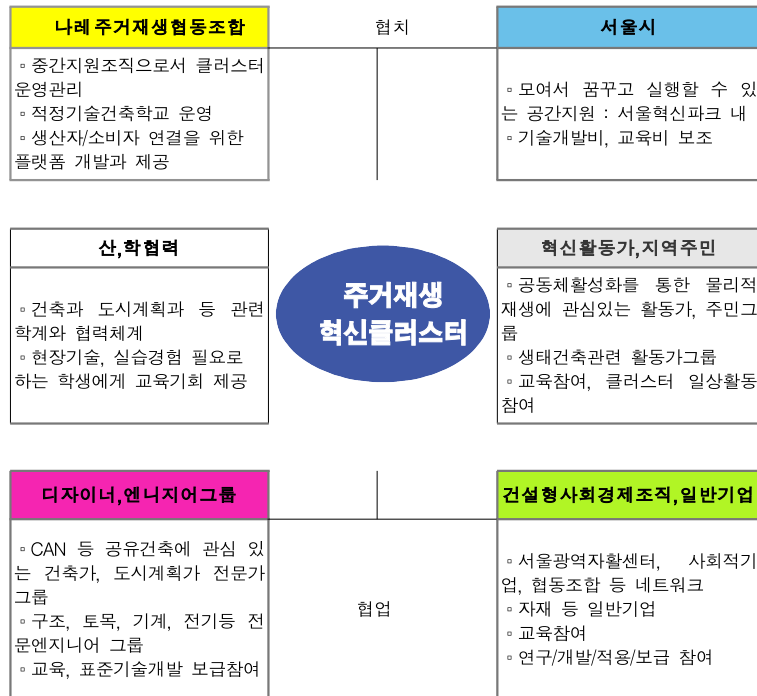 나레주거재생협동조합
▫중간지원조직으로서 클러스터
운영관리
▫적정기술건축학교 운영
▫생산자/소비자 연결을 위한
플랫폼 개발과 제공
협치
서울시
▫모여서 꿈꾸고 실행할 수 있
는 공간지원 : 서울혁신파크 내
▫기술개발비, 교육비 보조
산,학협력
▫건축과 도시계획과 등 관련
학계와 협력체계
▫현장기술, 실습경험 필요로
하는 학생에게 교육기회 제공
주거재생
혁신클러스터
혁신활동가,지역주민
▫공동체활성화를 통한 물리적
재생에 관심있는 활동가, 주민그
룹
▫생태건축관련 활동가그룹
▫교육참여, 클러스터 일상활동
참여
디자이너,엔니지어그룹
▫CAN 등 공유건축에 관심 있
는 건축가, 도시계획가 전문가
그룹
▫구조, 토목, 기계, 전기등 전
문엔지니어 그룹
▫교육, 표준기술개발 보급참여
협업
건설형사회경제조직,일반기업
▫서울광역자활센터, 사회적기
업, 협동조합 등 네트워크
▫자재 등 일반기업
▫교육참여
▫연구/개발/적용/보급 참여